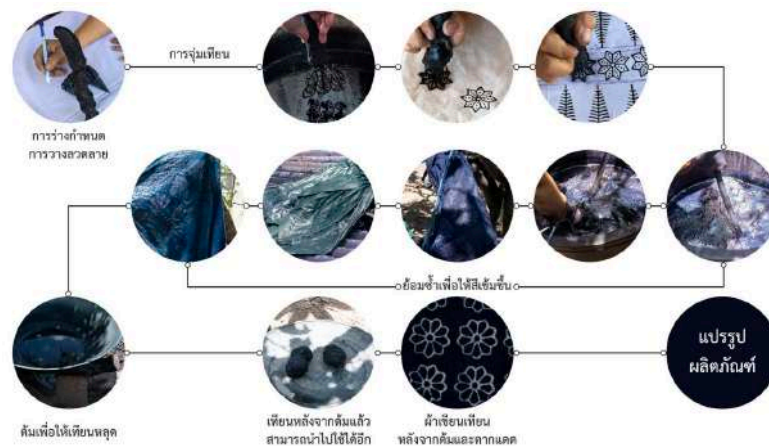 การจุ่มเทียน
การร่างกำหนด
การวางลวดลาย
ย้อมซ้ำเพื่อให้สีเข้มขึ้น
แปรรูป
ผลิตภัณฑ์
ต้มเพื่อให้เทียนหลุด
เทียนหลังจากต้มแล้ว
สามารถนำไปใช้ได้อีก
ผ้าเขียนเทียน
หลังจากต้มและตากแดด